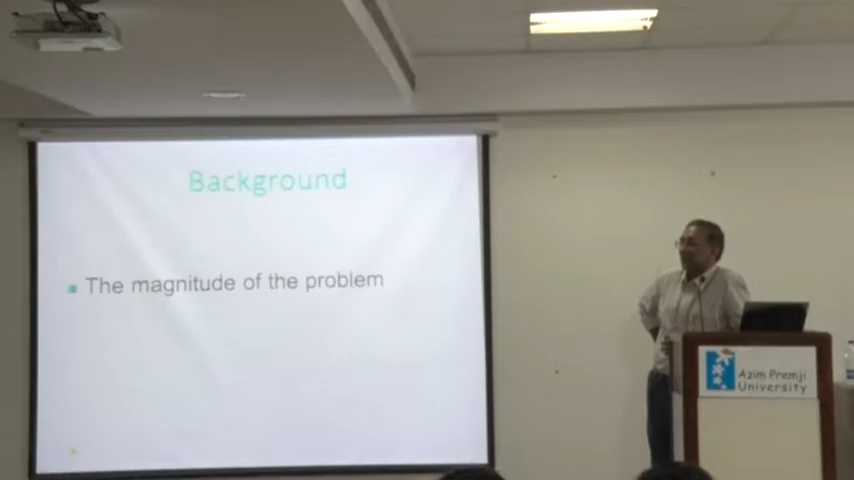 Background
The magnitude of the problem
Azim Premji
University